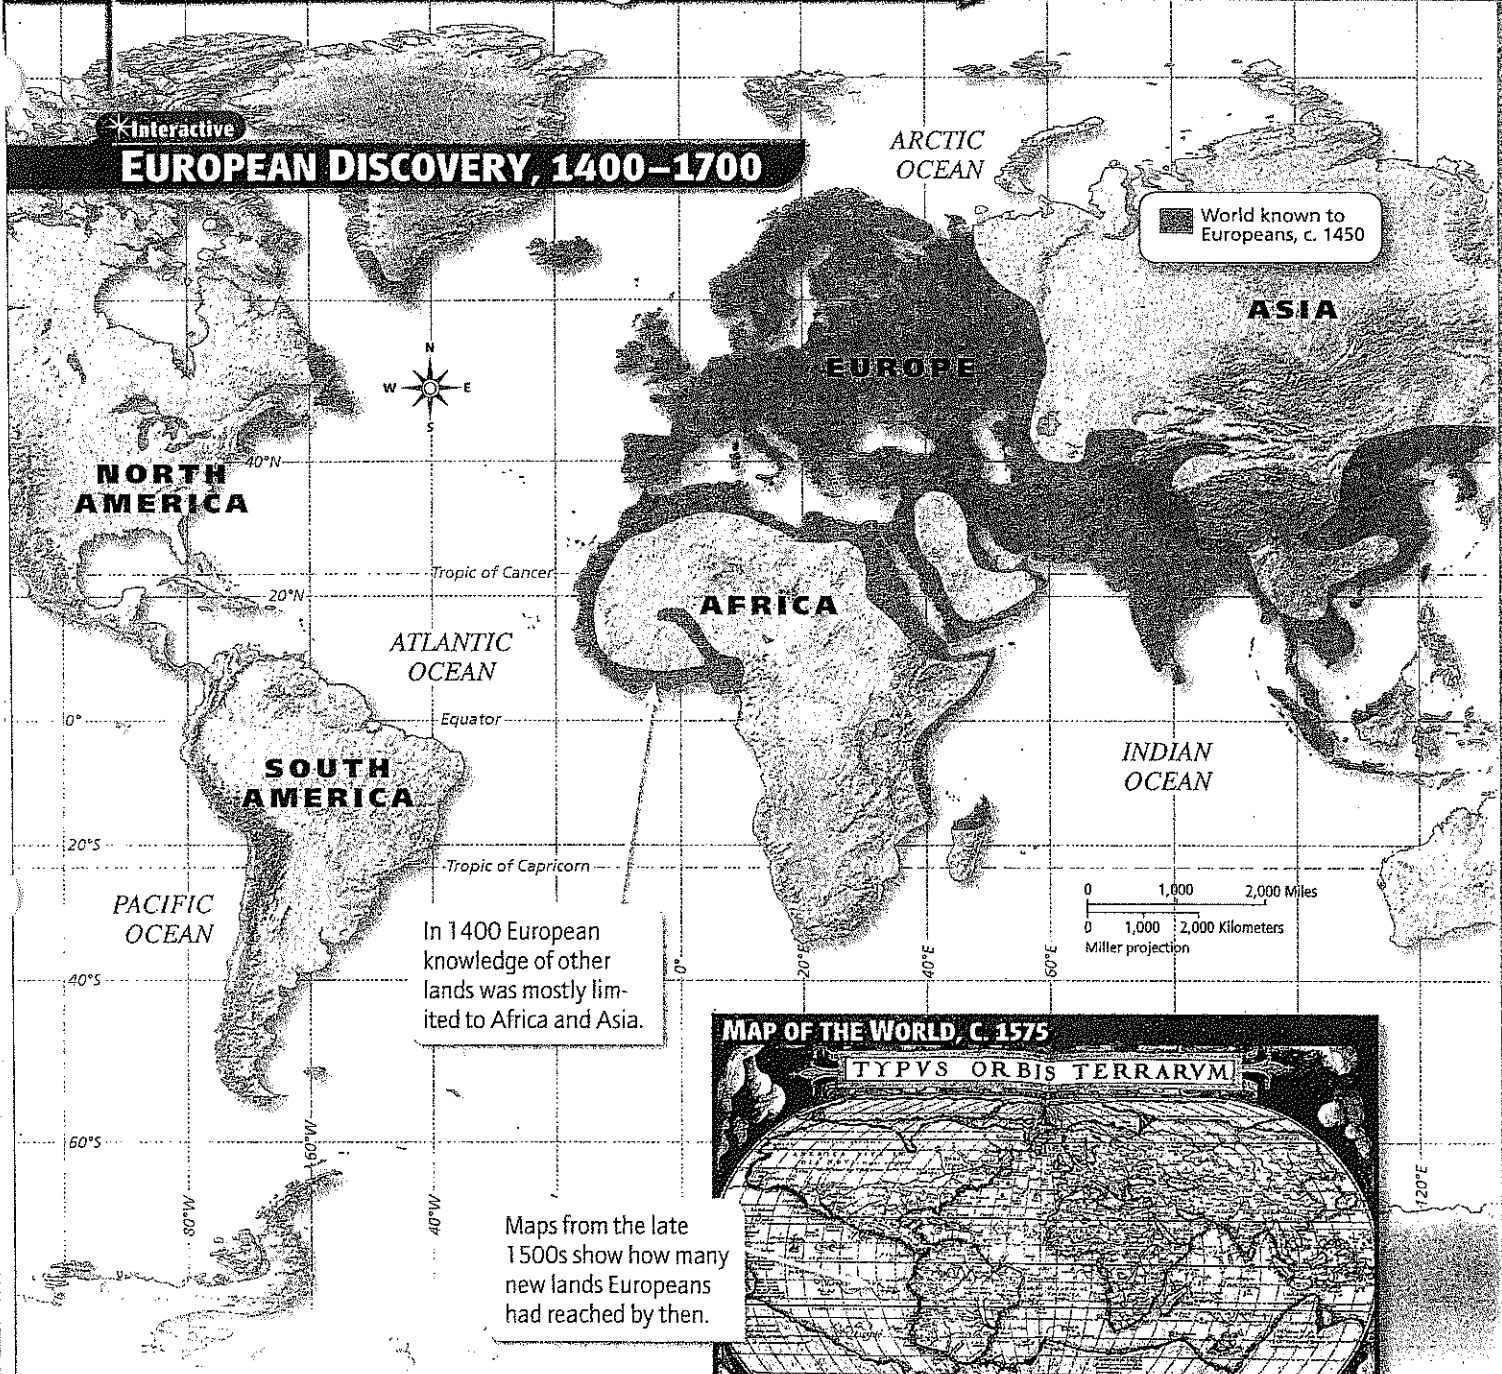 Interactive
EUROPEAN DISCOVERY, 1400–1700
ARCTIC
OCEAN
World known to
Europeans, c. 1450
ASIA
EUROPE
N
W
E
S
NORTH
AMERICA
40°N
Tropic of Cancer
20°N
AFRICA
ATLANTIC
OCEAN
0°
Equator
SOUTH
AMERICA
INDIAN
OCEAN
20°S
Tropic of Capricorn
PACIFIC
OCEAN
0 1,000 2,000 Miles
0 1,000 2,000 Kilometers
Miller projection
In 1400 European
knowledge of other
lands was mostly lim-
ited to Africa and Asia.
0°
20°E
40°E
60°E
40°S
MAP OF THE WORLD, C. 1575
TYPVS ORBIS TERRARVM
60°S
80°W
60°W
40°W
120°E
Maps from the late
1500s show how many
new lands Europeans
had reached by then.